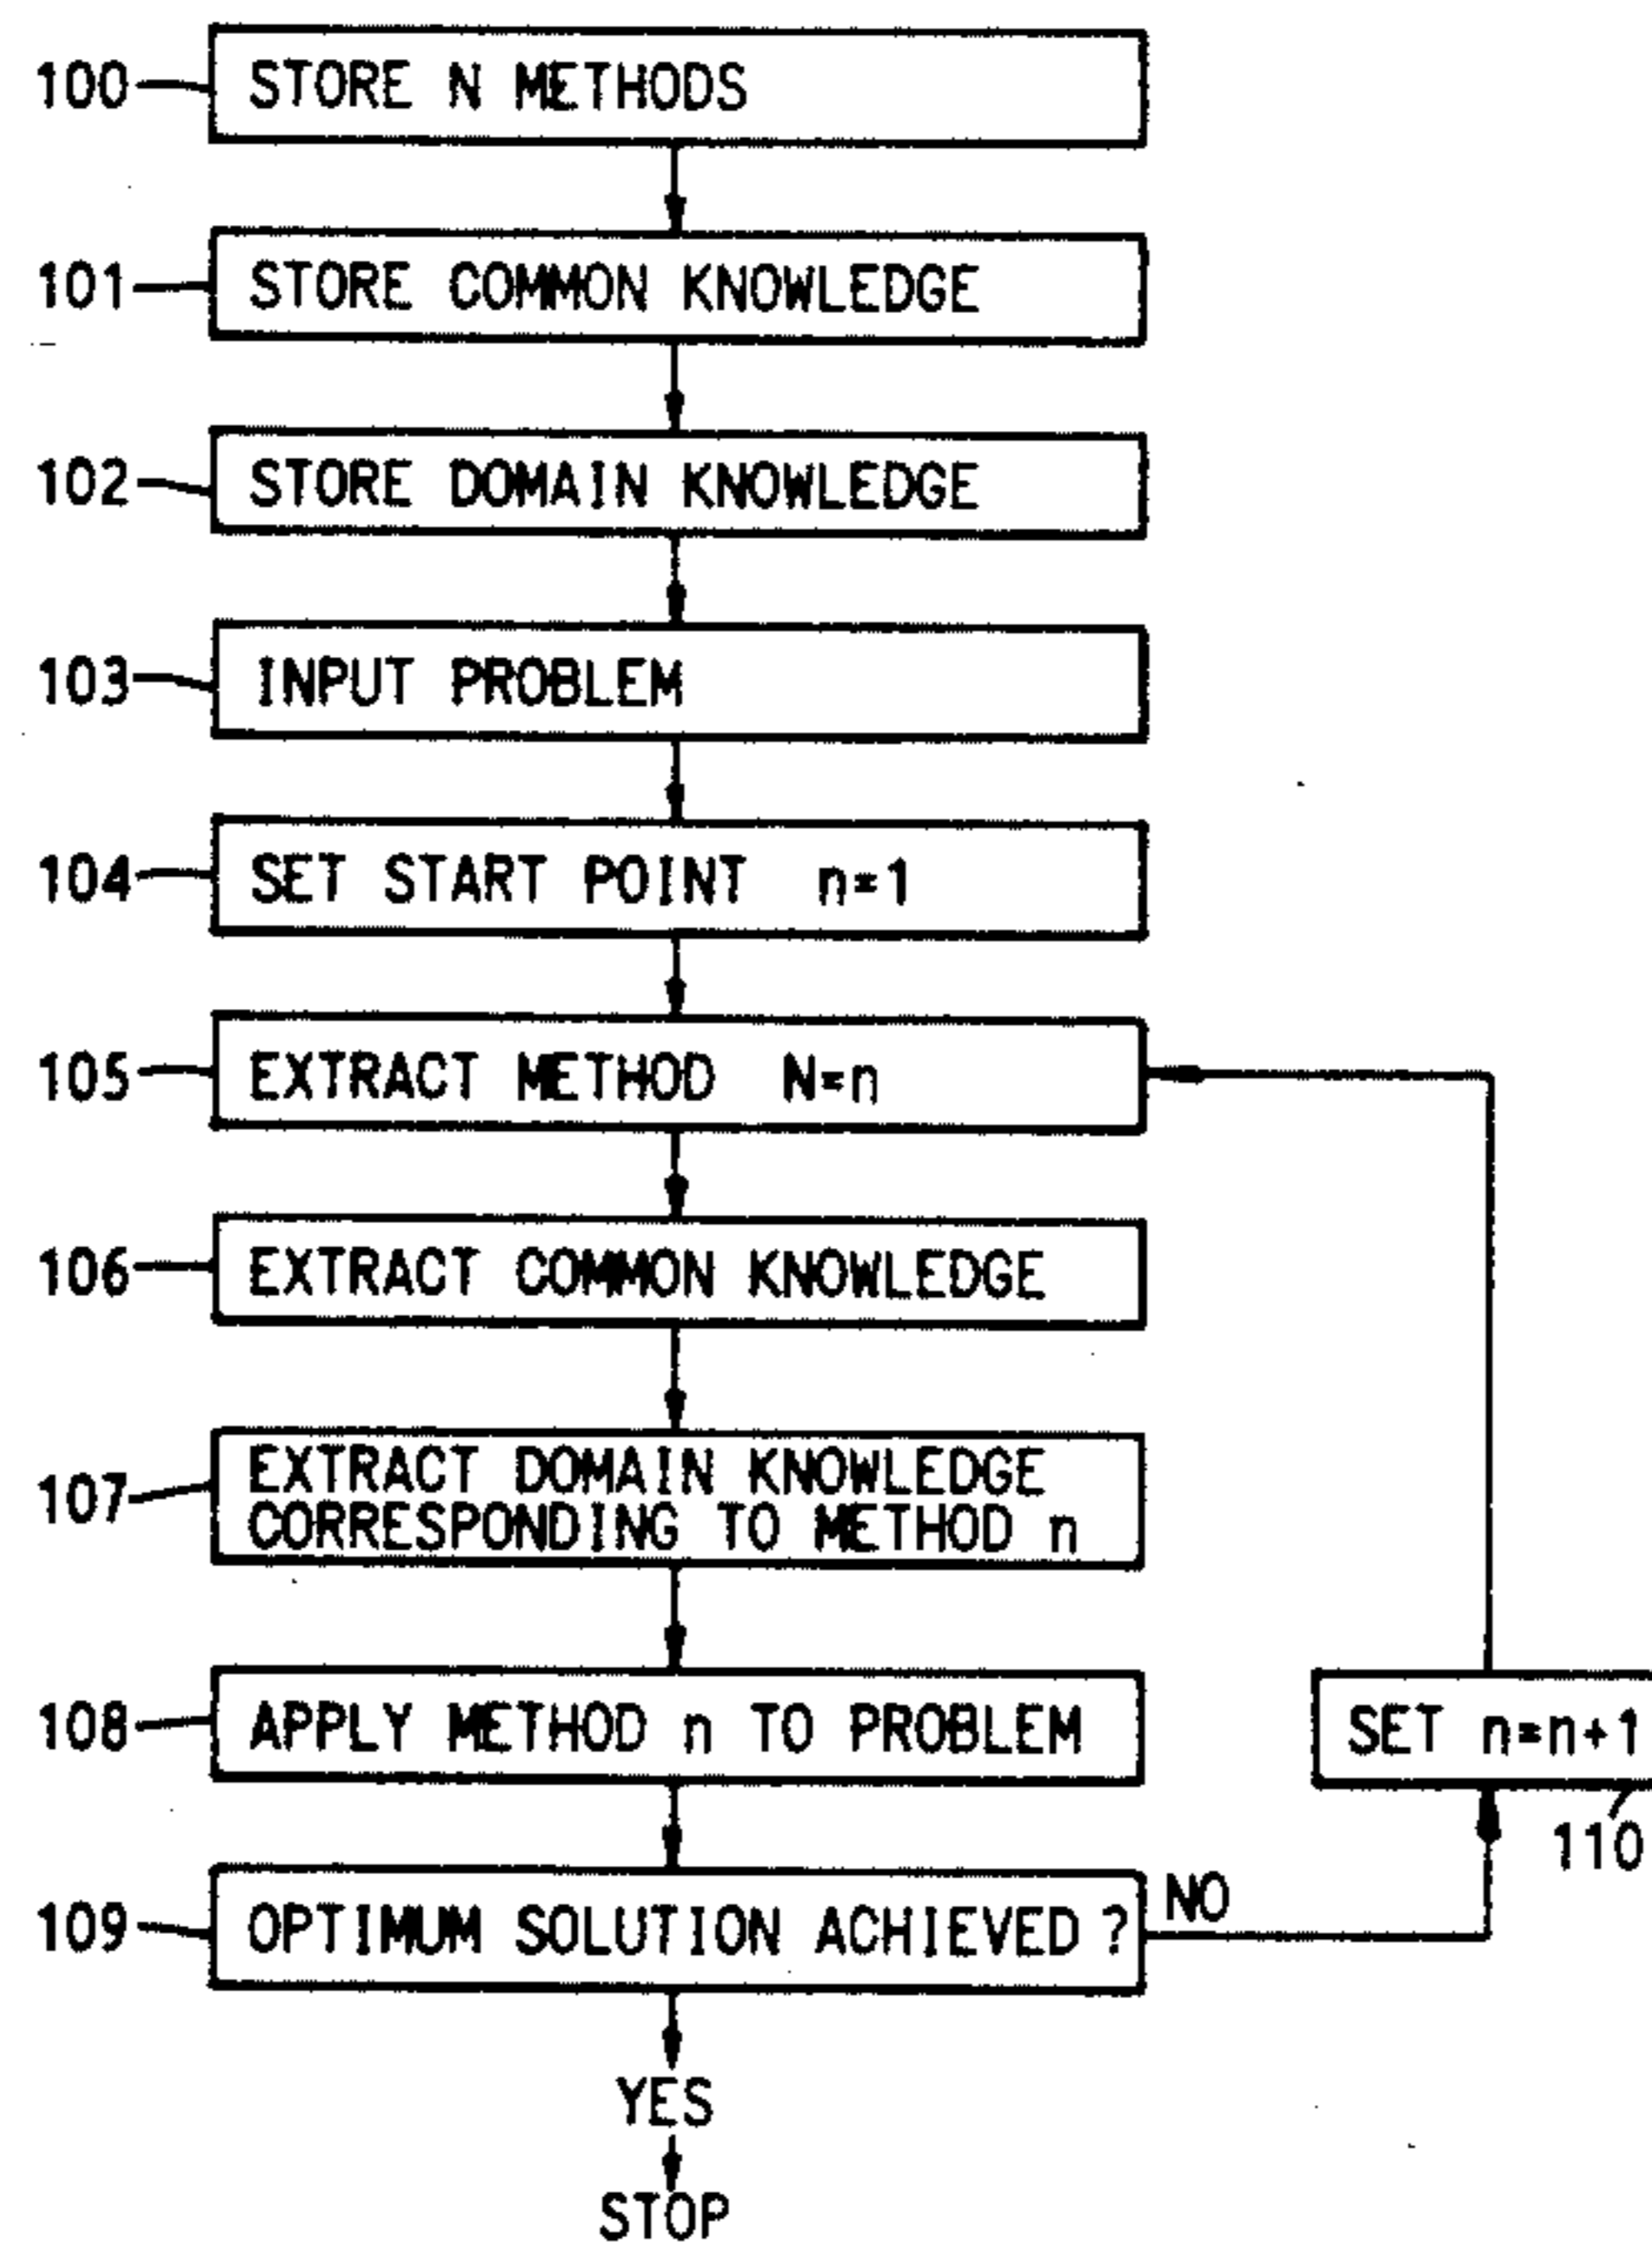 100 STORE N METHODS
101 STORE COMMON KNOWLEDGE
102 STORE DOMAIN KNOWLEDGE
103 INPUT PROBLEM
104 SET START POINT n=1
105 EXTRACT METHOD N=n
106 EXTRACT COMMON KNOWLEDGE
107 EXTRACT DOMAIN KNOWLEDGE
CORRESPONDING TO METHOD n
108 APPLY METHOD n TO PROBLEM
SET n=n+1
110
109 OPTIMUM SOLUTION ACHIEVED ?
NO
YES
STOP